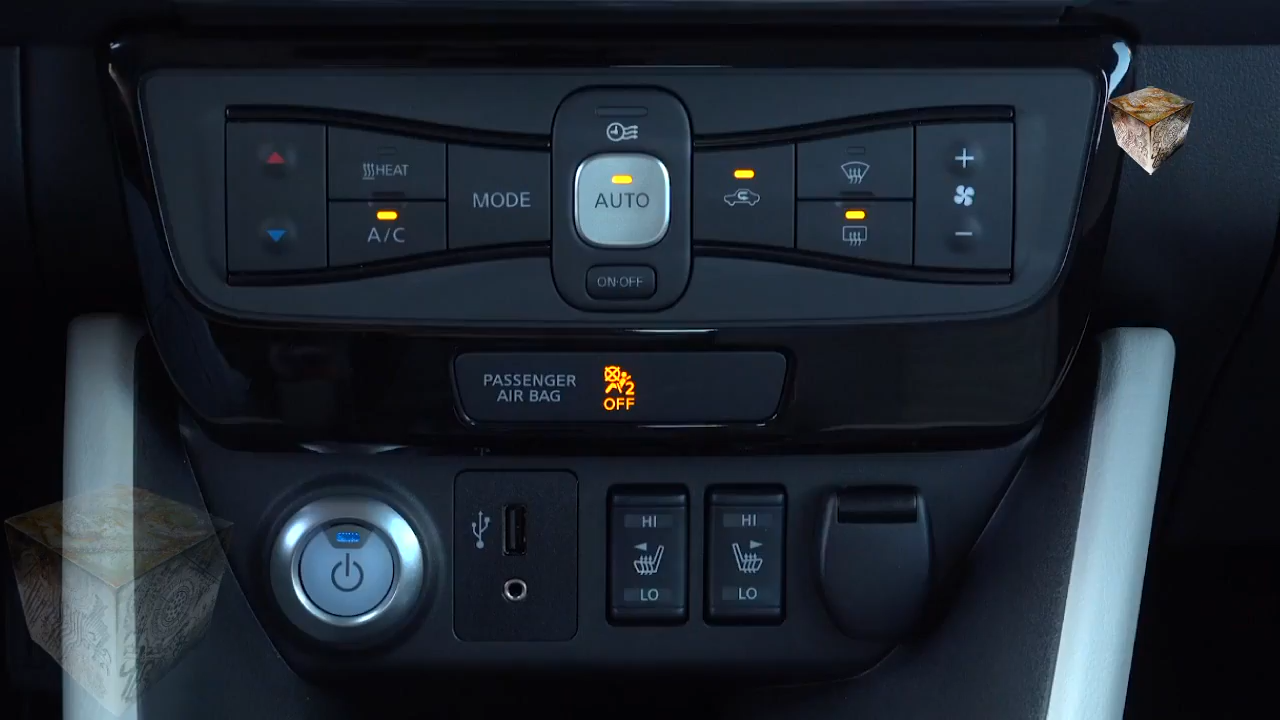 HEAT
A/C
MODE
AUTO
ON·OFF
PASSENGER
AIR BAG
2
OFF
HI
LO
HI
LO